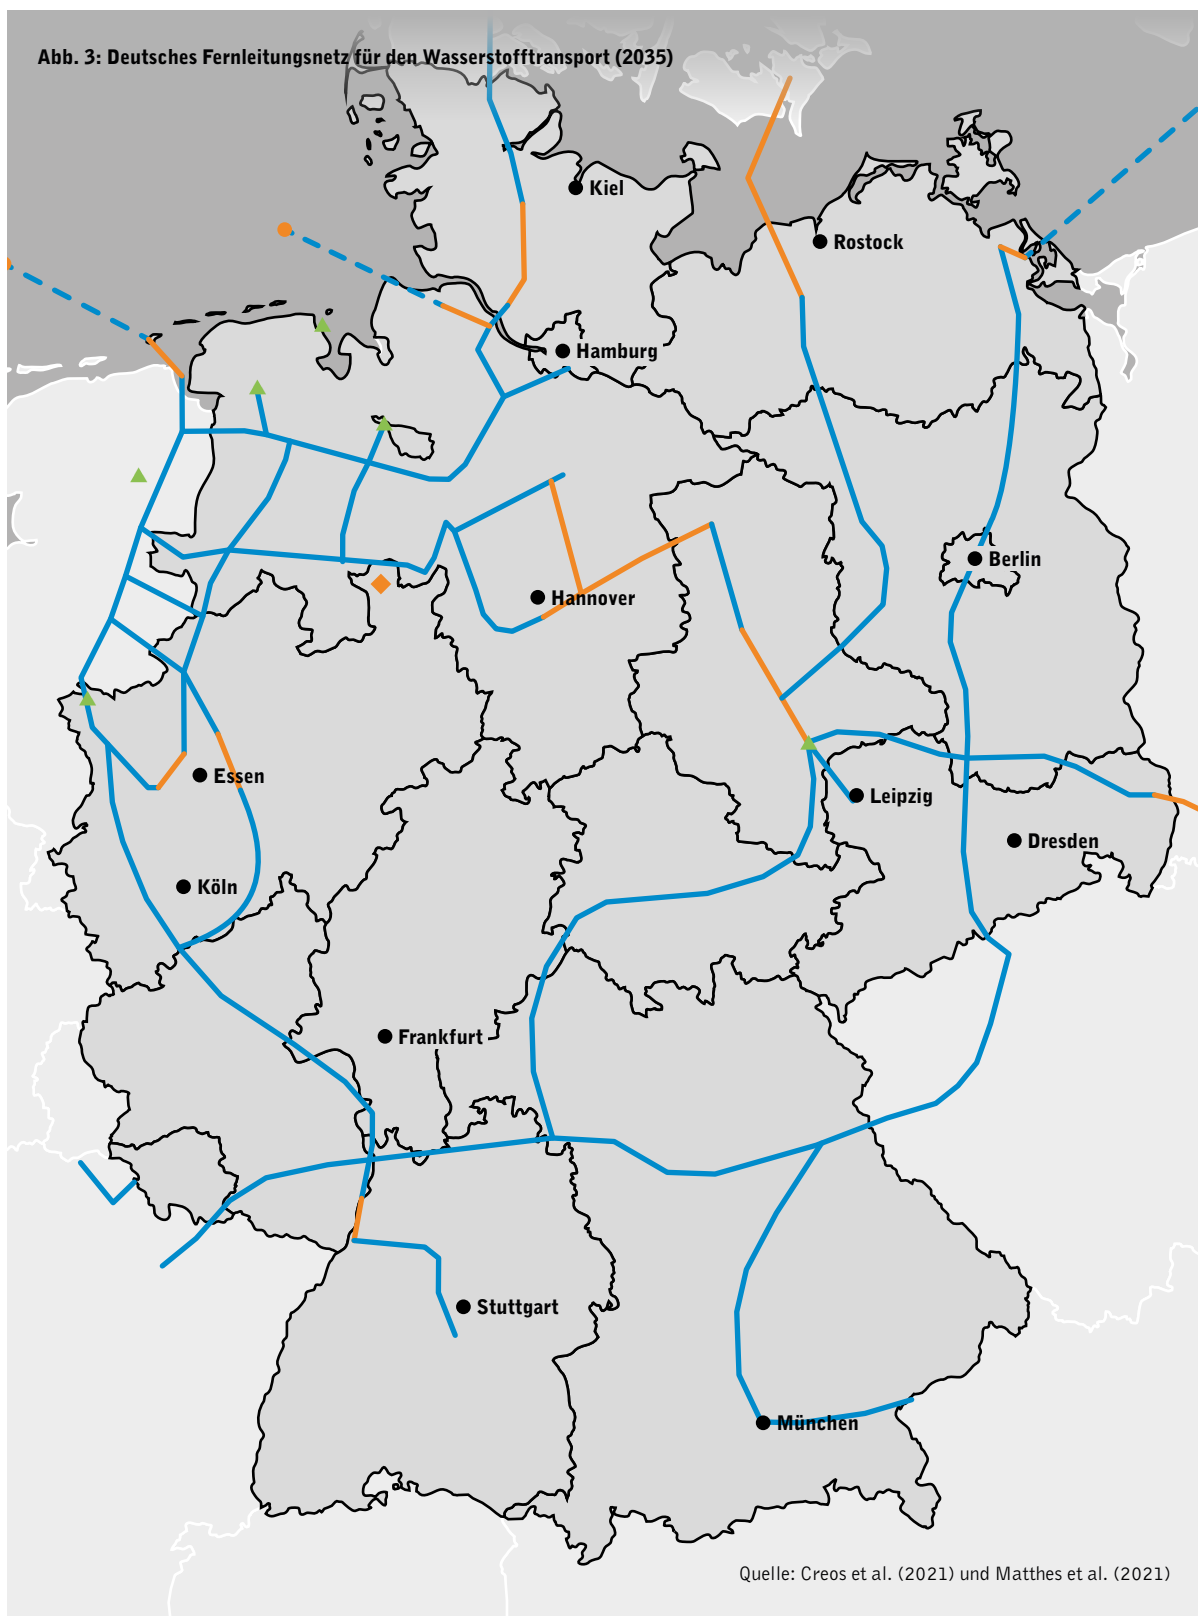 Abb. 3: Deutsches Fernleitungsnetz für den Wasserstofftransport (2035)
Kiel
Rostock
Hamburg
Berlin
Hannover
Essen
Leipzig
Dresden
Köln
Frankfurt
Stuttgart
München
Quelle: Creos et al. (2021) und Matthes et al. (2021)